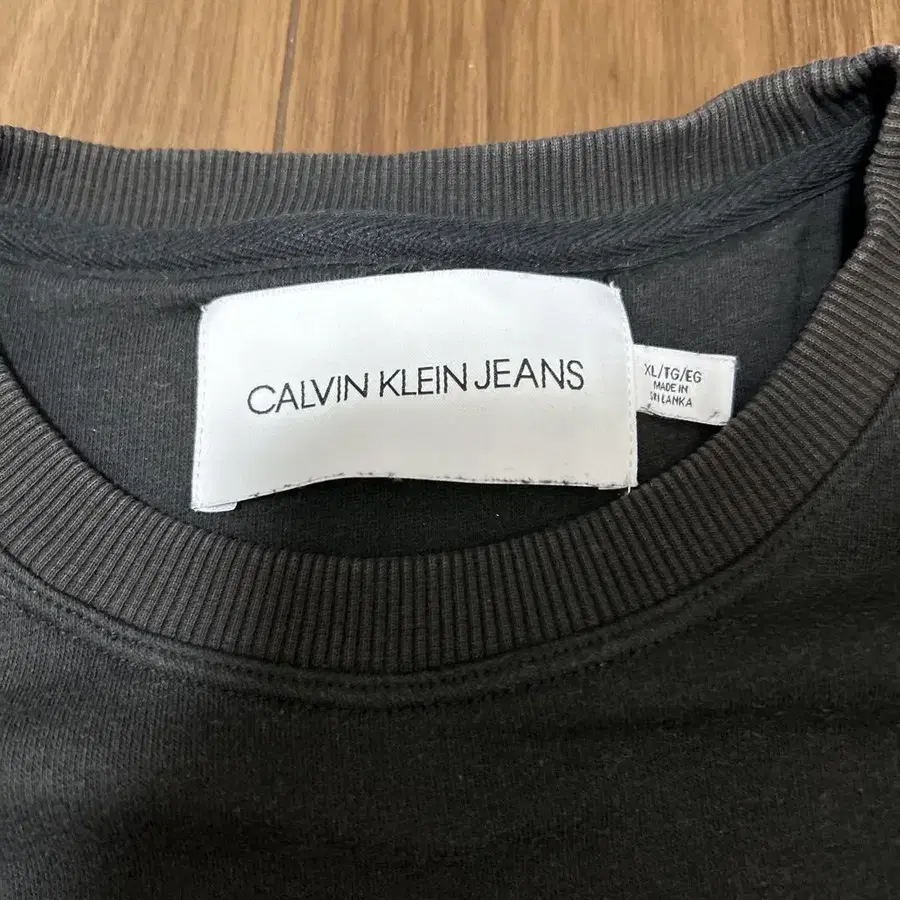 CALVIN KLEIN JEANS
XL/TG/EG
MADE IN
SRI LANKA